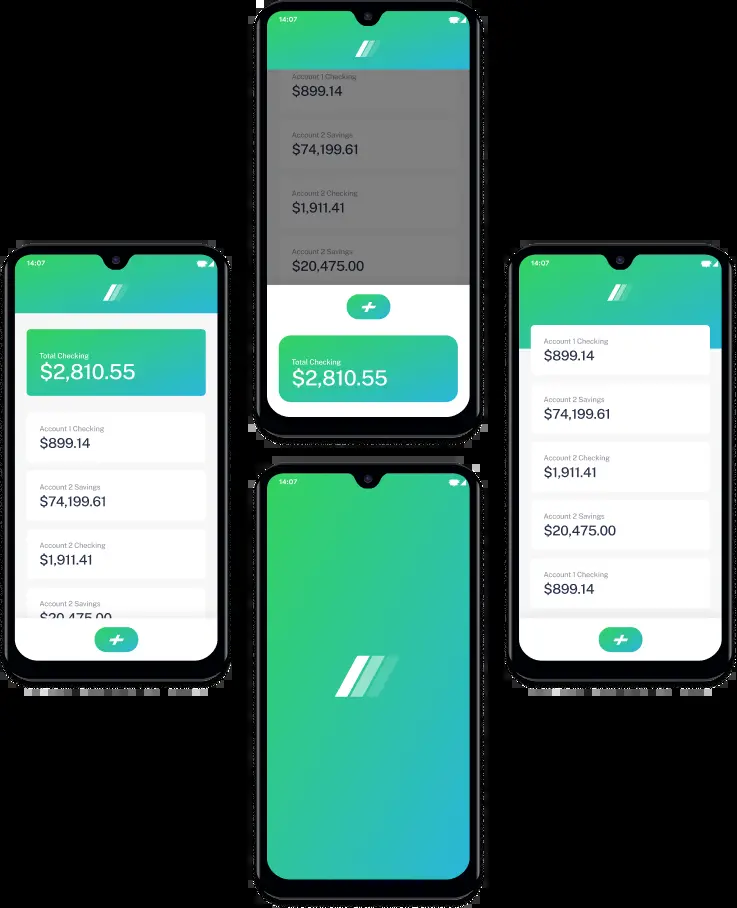 14:07
Account 1 Checking
$899.14
Account 2 Savings
$74,199.61
Account 2 Checking
$1,911.41
Account 2 Savings
$20,475.00
Total Checking
$2,810.55
14:07
Total Checking
$2,810.55
Account 1 Checking
$899.14
Account 2 Savings
$74,199.61
Account 2 Checking
$1,911.41
Account 2 Savings
$20,475.00
14:07
Account 1 Checking
$899.14
Account 2 Savings
$74,199.61
Account 2 Checking
$1,911.41
Account 2 Savings
$20,475.00
Account 1 Checking
$899.14
14:07